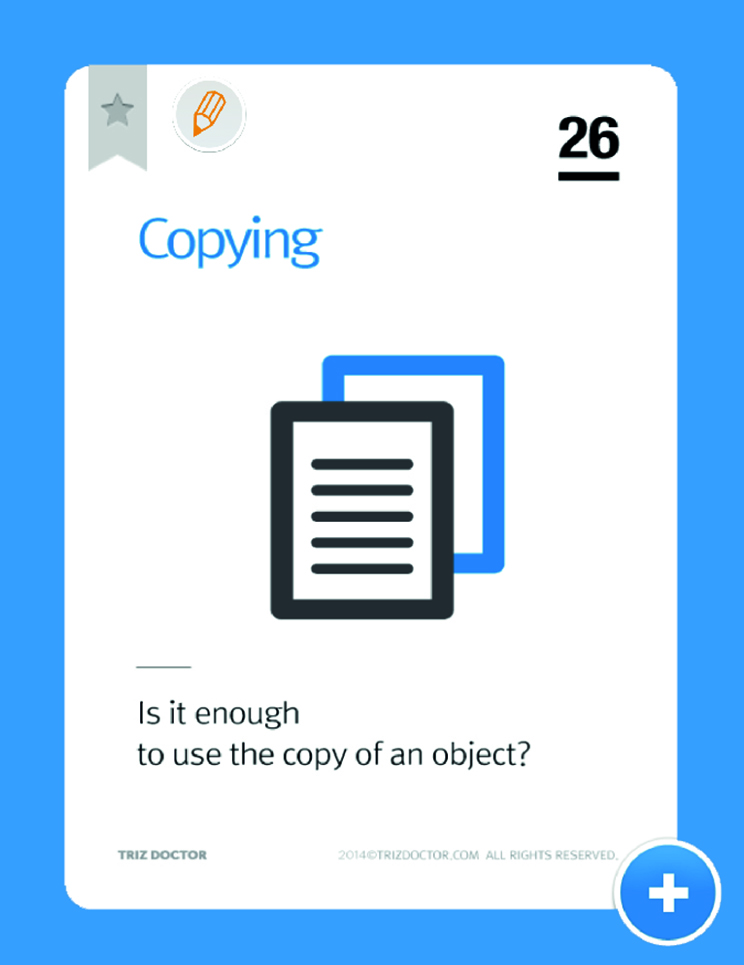 26
Copying
Is it enough
to use the copy of an object?
TRIZ DOCTOR
2014©TRIZDOCTOR.COM ALL RIGHTS RESERVED.